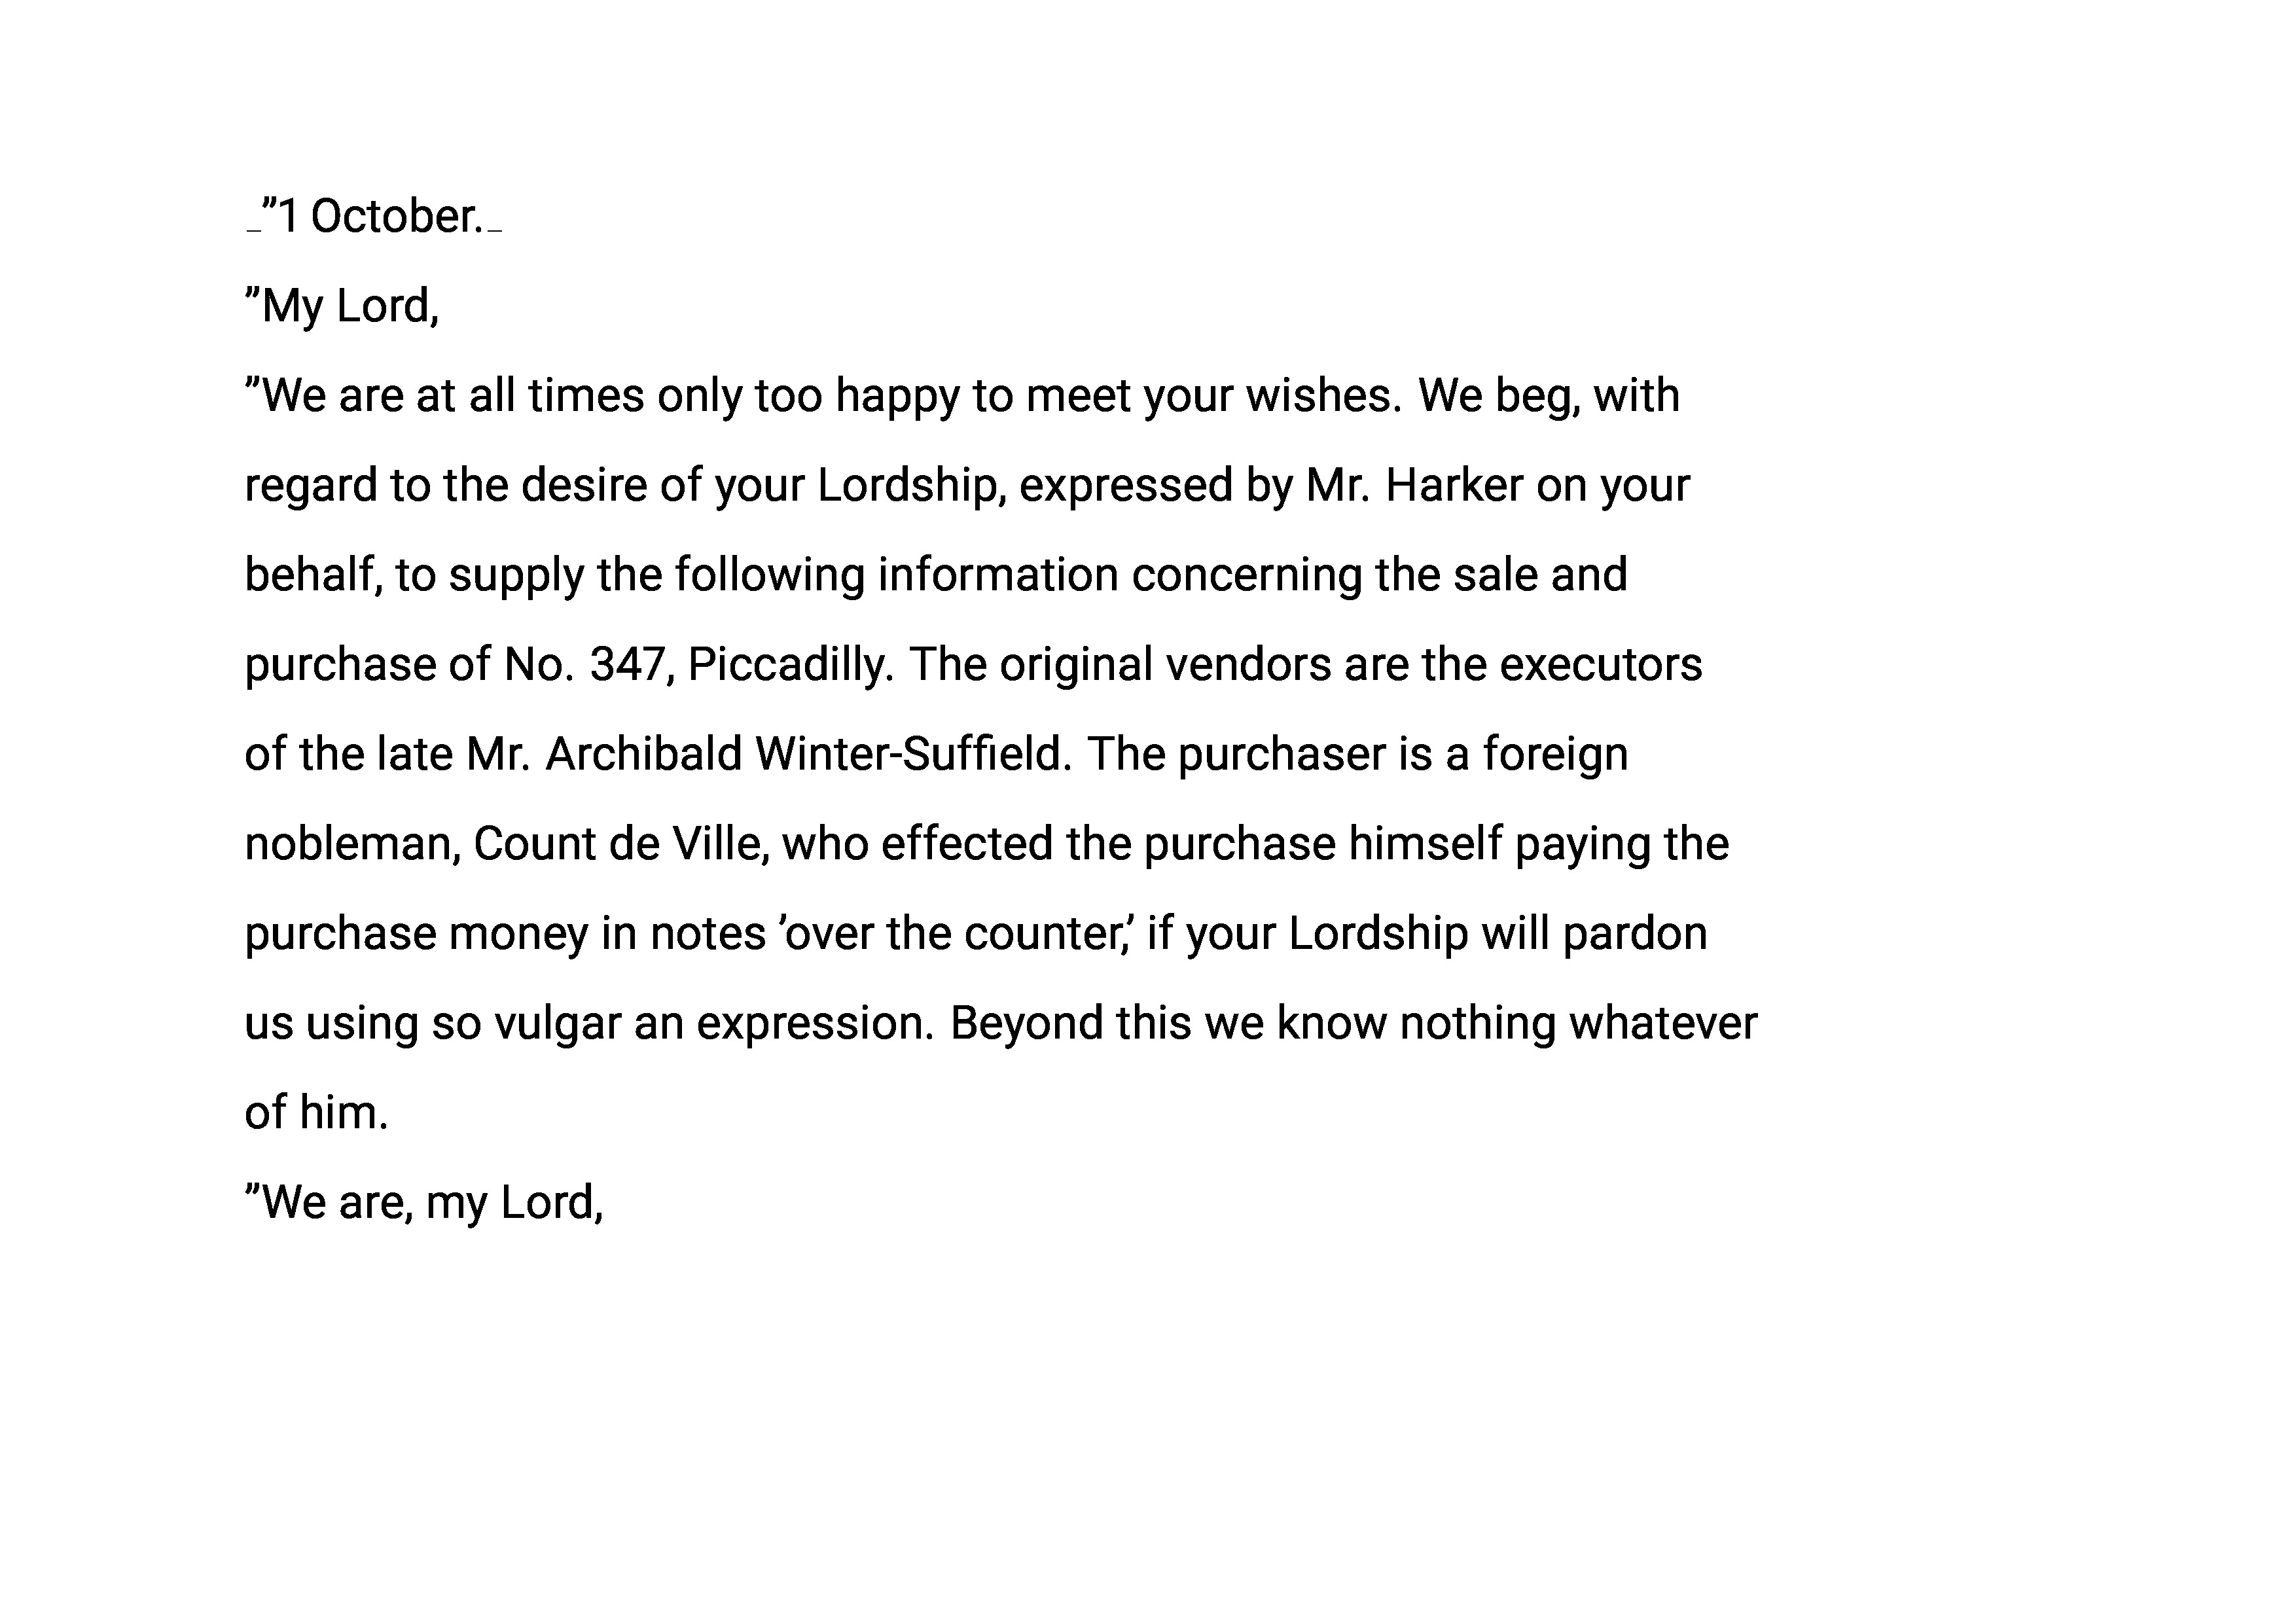 _”1 October._
”My Lord,
”We are at all times only too happy to meet your wishes. We beg, with
regard to the desire of your Lordship, expressed by Mr. Harker on your
behalf, to supply the following information concerning the sale and
purchase of No. 347, Piccadilly. The original vendors are the executors
of the late Mr. Archibald Winter-Suffield. The purchaser is a foreign
nobleman, Count de Ville, who effected the purchase himself paying the
purchase money in notes ’over the counter,’ if your Lordship will pardon
us using so vulgar an expression. Beyond this we know nothing whatever
of him.
”We are, my Lord,